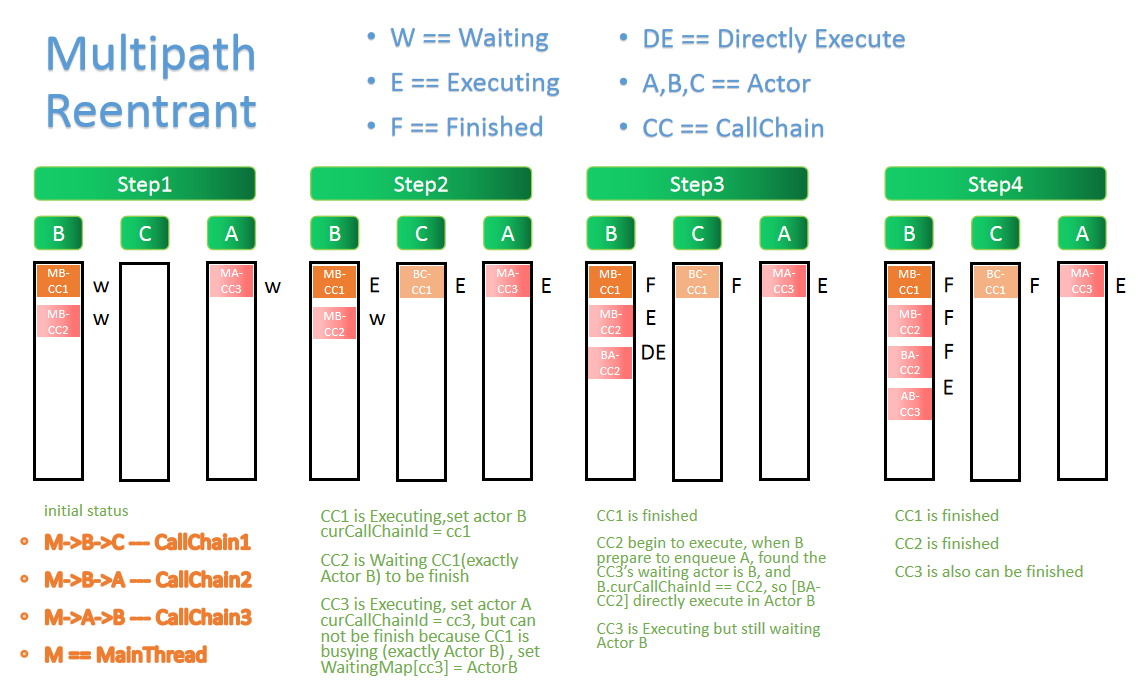 Multipath
Reentrant
• W == Waiting
• E == Executing
• F == Finished
• DE == Directly Execute
• A,B,C == Actor
• CC == CallChain
Step1
B
C
A
MB-
CC1
W
MB-
CC2
W
MA-
CC3
W
initial status
M->B->C --- CallChain1
M->B->A --- CallChain2
M->A->B --- CallChain3
M == MainThread
Step2
B
C
A
MB-
CC1
E
MB-
CC2
W
BC-
CC1
E
MA-
CC3
E
CC1 is Executing,set actor B
curCallChainId = cc1
CC2 is Waiting CC1(exactly
Actor B) to be finish
CC3 is Executing, set actor A
curCallChainId = cc3, but can
not be finish because CC1 is
busying (exactly Actor B) , set
WaitingMap[cc3] = ActorB
Step3
B
C
A
MB-
CC1
F
MB-
CC2
E
BA-
CC2
DE
BC-
CC1
F
MA-
CC3
E
CC1 is finished
CC2 begin to execute, when B
prepare to enqueue A, found the
CC3's waiting actor is B, and
B.curCallChainId == CC2, so [BA-
CC2] directly execute in Actor B
CC3 is Executing but still waiting
Actor B
Step4
B
C
A
MB-
CC1
F
MB-
CC2
F
BA-
CC2
F
AB-
CC3
E
BC-
CC1
F
MA-
CC3
E
CC1 is finished
CC2 is finished
CC3 is also can be finished